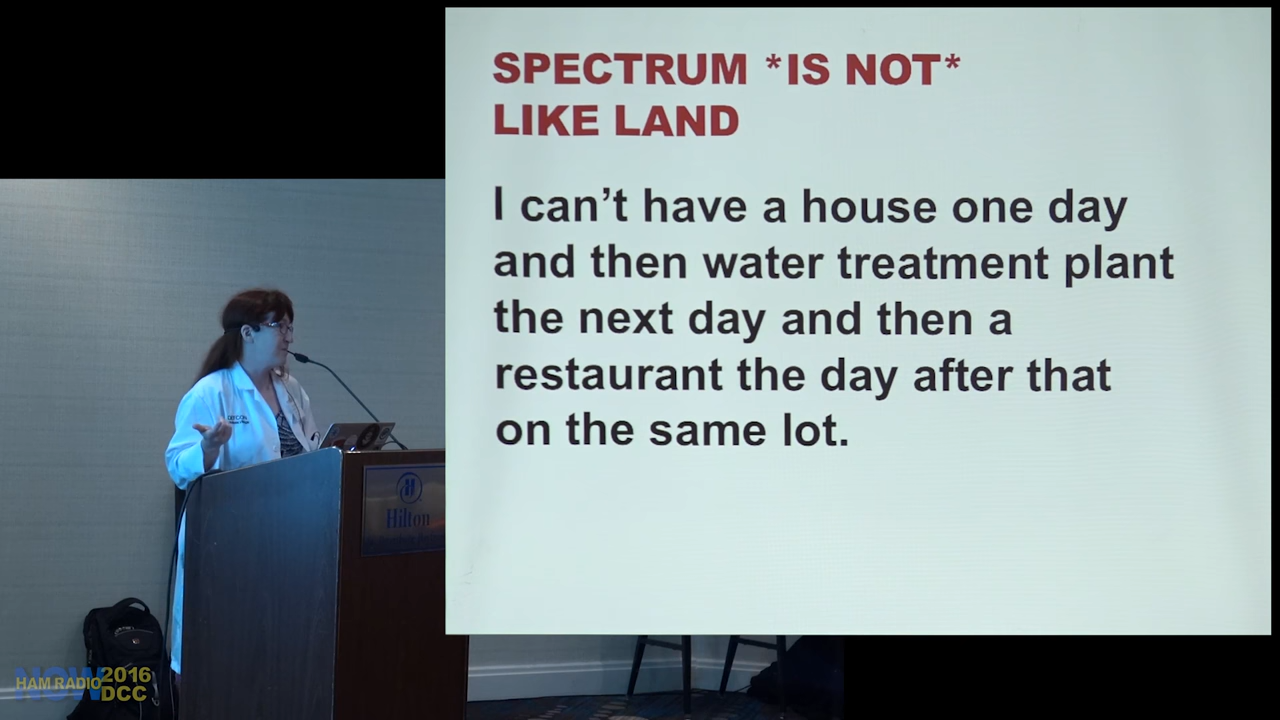 SPECTRUM *IS NOT*
LIKE LAND
I can't have a house one day
and then water treatment plant
the next day and then a
restaurant the day after that
on the same lot.
Hilton
NOW
HAM RADIO
2016
DCC